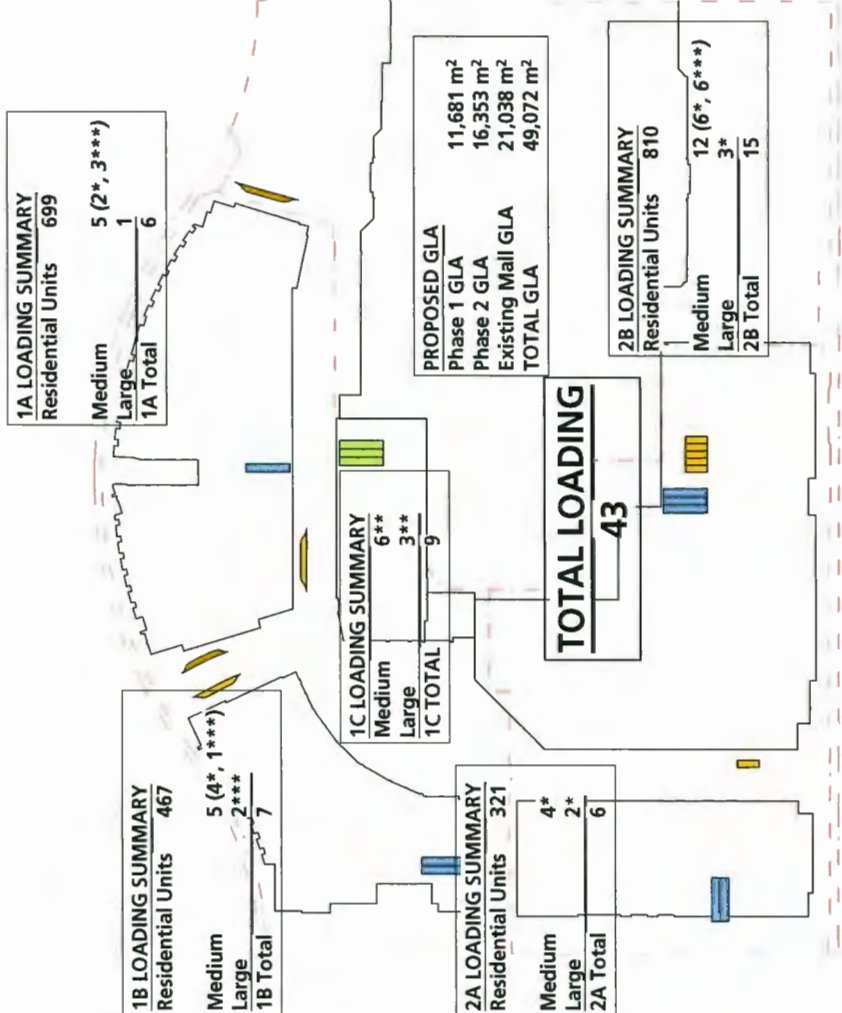 1A LOADING SUMMARY
Residential Units 699
Medium 5 (2*, 3***)
Large 1
1A Total 6
1B LOADING SUMMARY
Residential Units 467
Medium 5 (4*, 1***)
Large 2***
1B Total 7
1C LOADING SUMMARY
Medium 6**
Large 3**
1C TOTAL 9
PROPOSED GLA
Phase 1 GLA 11,681 m²
Phase 2 GLA 16,353 m²
Existing Mall GLA 21,038 m²
TOTAL GLA 49,072 m²
TOTAL LOADING
43
2A LOADING SUMMARY
Residential Units 321
Medium 4*
Large 2*
2A Total 6
2B LOADING SUMMARY
Residential Units 810
Medium 12 (6*, 6***)
Large 3*
2B Total 15